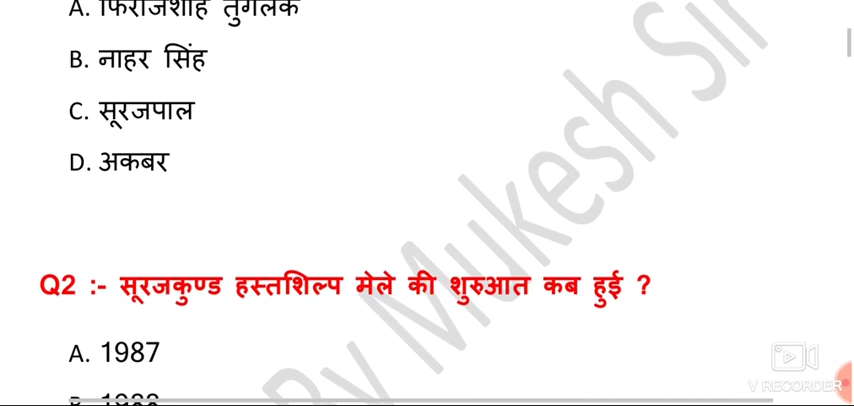 A. फिरोजशाह तुगलक
B. नाहर सिंह
C. सूरजपाल
D. अकबर
By Mukesh Sir
Q2 :- सूरजकुण्ड हस्तशिल्प मेले की शुरुआत कब हुई ?
A. 1987
V RECORDER